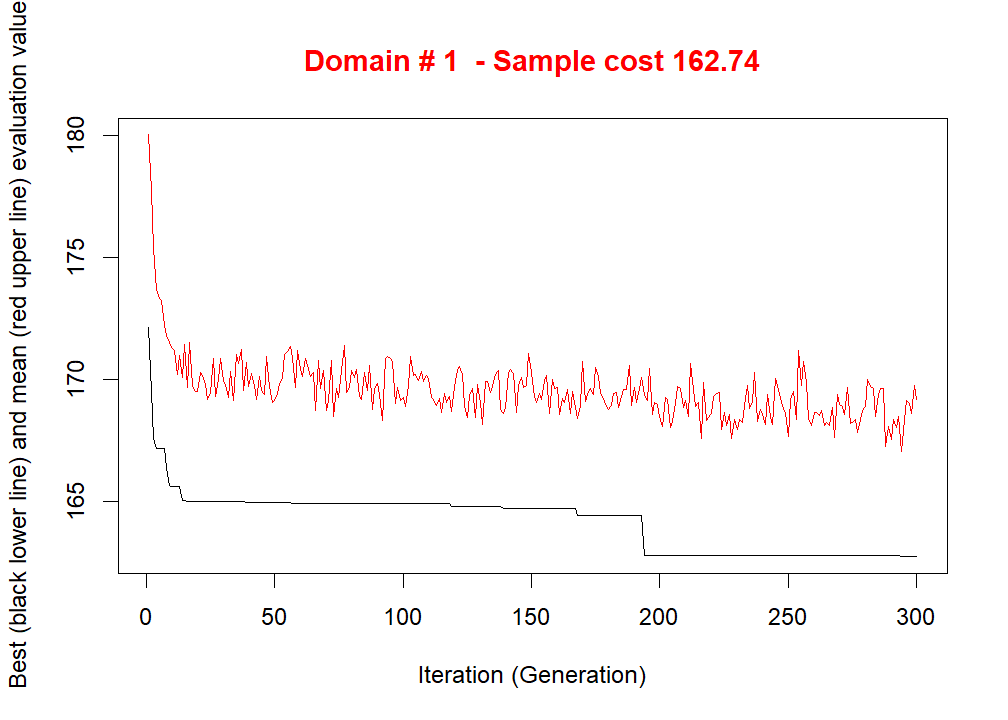 Domain # 1  - Sample cost 162.74
Best (black lower line) and mean (red upper line) evaluation value
180
175
170
165
0 50 100 150 200 250 300
Iteration (Generation)